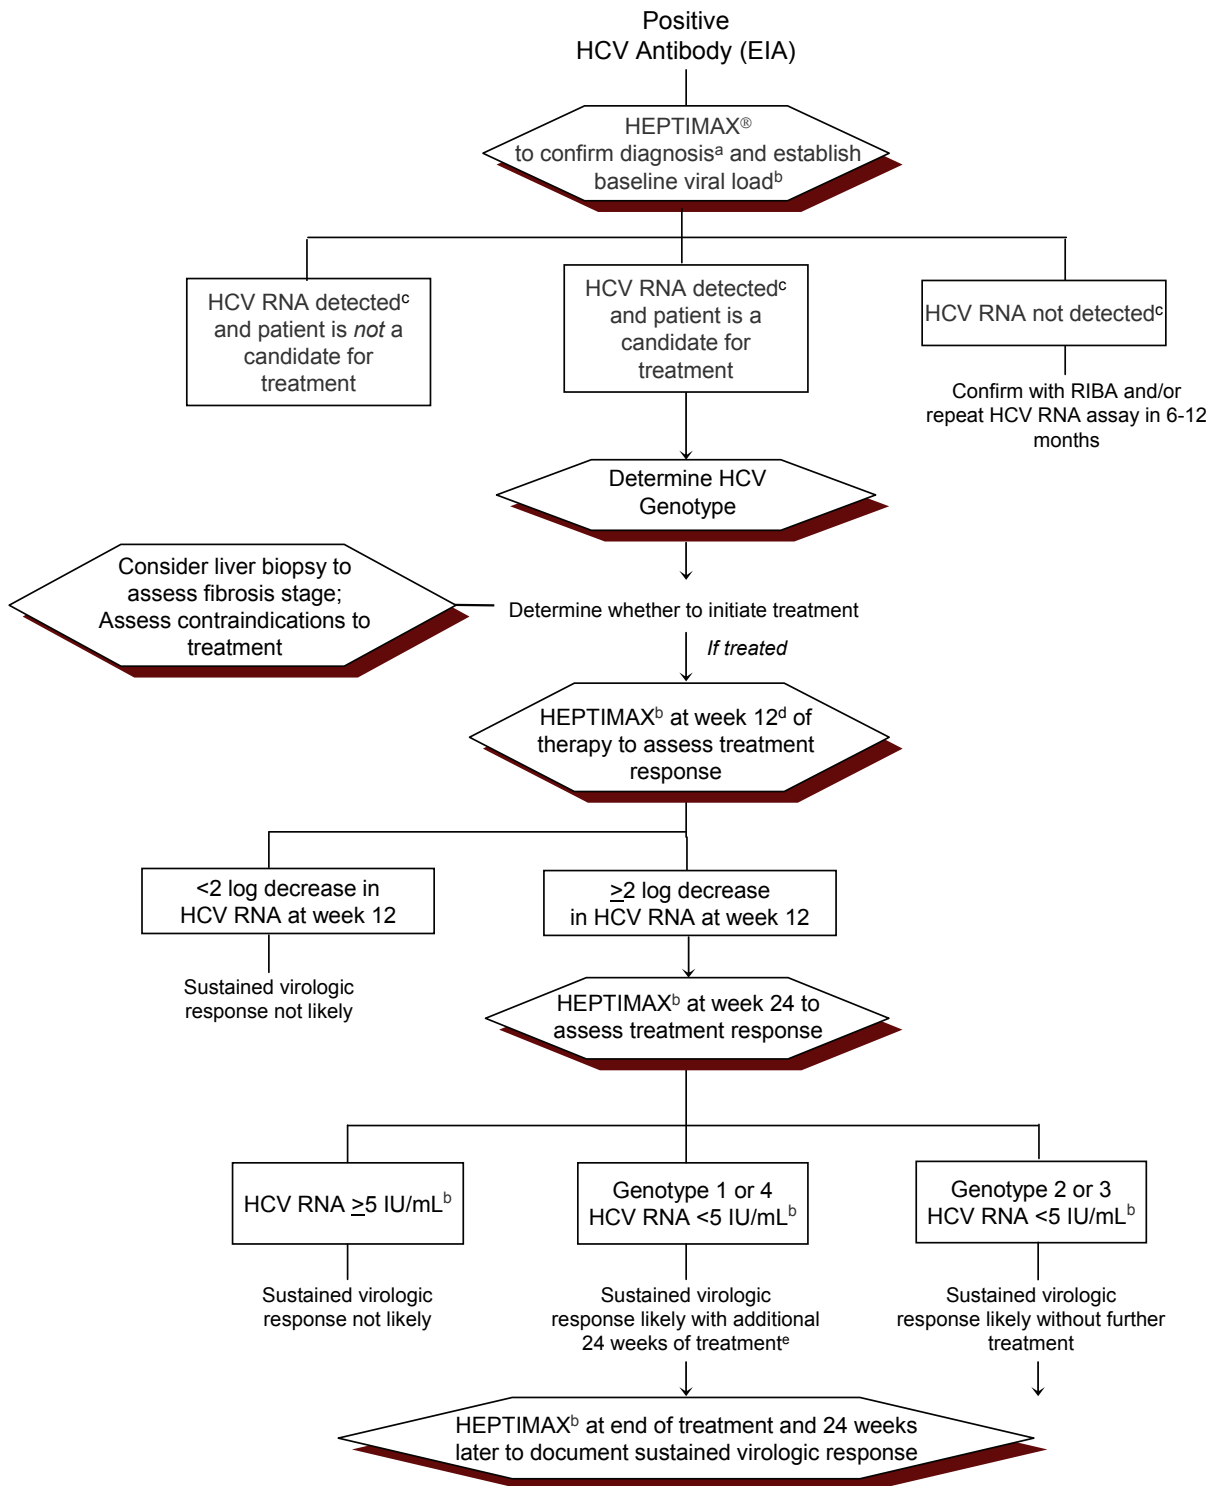 Positive
HCV Antibody (EIA)
HEPTIMAX®
to confirm diagnosisᵃ and establish
baseline viral loadᵇ
HCV RNA detectedᶜ
and patient is not a
candidate for
treatment
HCV RNA detectedᶜ
and patient is a
candidate for
treatment
HCV RNA not detectedᶜ
Confirm with RIBA and/or
repeat HCV RNA assay in 6-12
months
Determine HCV
Genotype
Consider liver biopsy to
assess fibrosis stage;
Assess contraindications to
treatment
Determine whether to initiate treatment
If treated
HEPTIMAXᵇ at week 12ᵈ of
therapy to assess treatment
response
<2 log decrease in
HCV RNA at week 12
≥2 log decrease
in HCV RNA at week 12
Sustained virologic
response not likely
HEPTIMAXᵇ at week 24 to
assess treatment response
HCV RNA ≥5 IU/mLᵇ
Genotype 1 or 4
HCV RNA <5 IU/mLᵇ
Genotype 2 or 3
HCV RNA <5 IU/mLᵇ
Sustained virologic
response not likely
Sustained virologic
response likely with additional
24 weeks of treatmentᵉ
Sustained virologic
response likely without further
treatment
HEPTIMAXᵇ at end of treatment and 24 weeks
later to document sustained virologic response